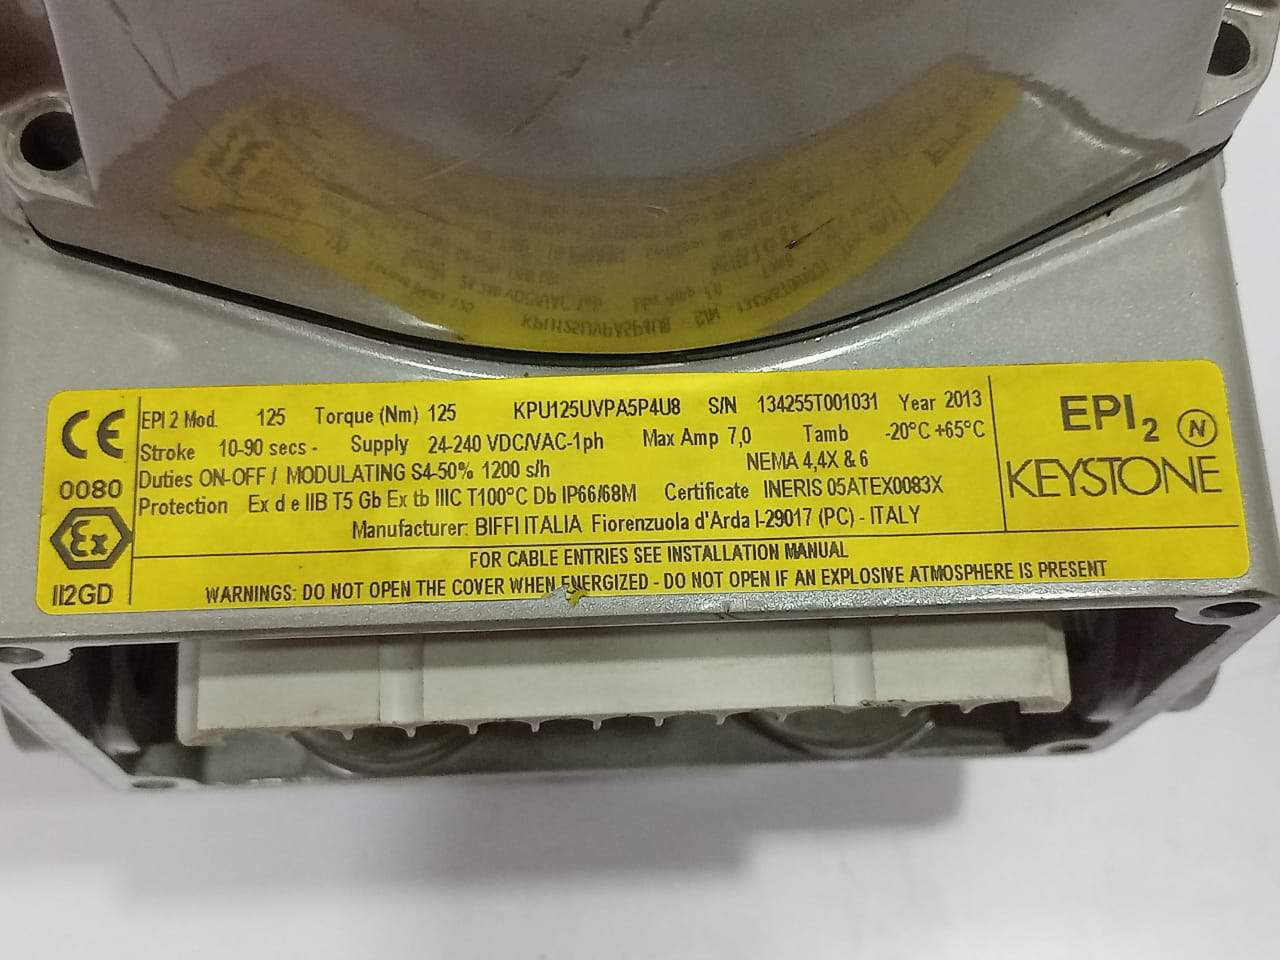 CE
0080
Ex
II2GD
EPI 2 Mod. 125 Torque (Nm) 125 KPU125UVPA5P4U8 S/N 134255T001031 Year 2013
Stroke 10-90 secs - Supply 24-240 VDC/VAC-1ph Max Amp 7,0 Tamb -20°C +65°C
Duties ON-OFF / MODULATING S4-50% 1200 s/h NEMA 4,4X & 6
Protection Ex d e IIB T5 Gb Ex tb IIIC T100°C Db IP66/68M Certificate INERIS 05ATEX0083X
Manufacturer: BIFFI ITALIA Fiorenzuola d'Arda I-29017 (PC) - ITALY
EPI2 N
KEYSTONE
FOR CABLE ENTRIES SEE INSTALLATION MANUAL
WARNINGS: DO NOT OPEN THE COVER WHEN ENERGIZED - DO NOT OPEN IF AN EXPLOSIVE ATMOSPHERE IS PRESENT